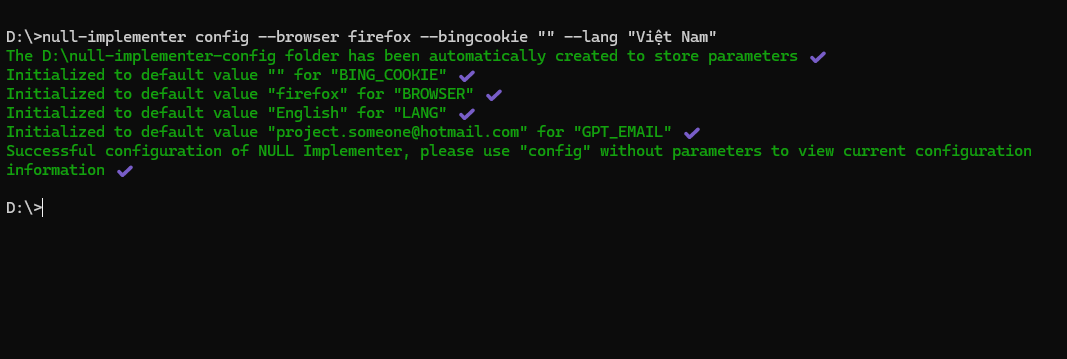 D:\>null-implementer config --browser firefox --bingcookie "" --lang "Việt Nam"
The D:\null-implementer-config folder has been automatically created to store parameters ✔
Initialized to default value "" for "BING_COOKIE" ✔
Initialized to default value "firefox" for "BROWSER" ✔
Initialized to default value "English" for "LANG" ✔
Initialized to default value "project.someone@hotmail.com" for "GPT_EMAIL" ✔
Successful configuration of NULL Implementer, please use "config" without parameters to view current configuration
information ✔
D:\>